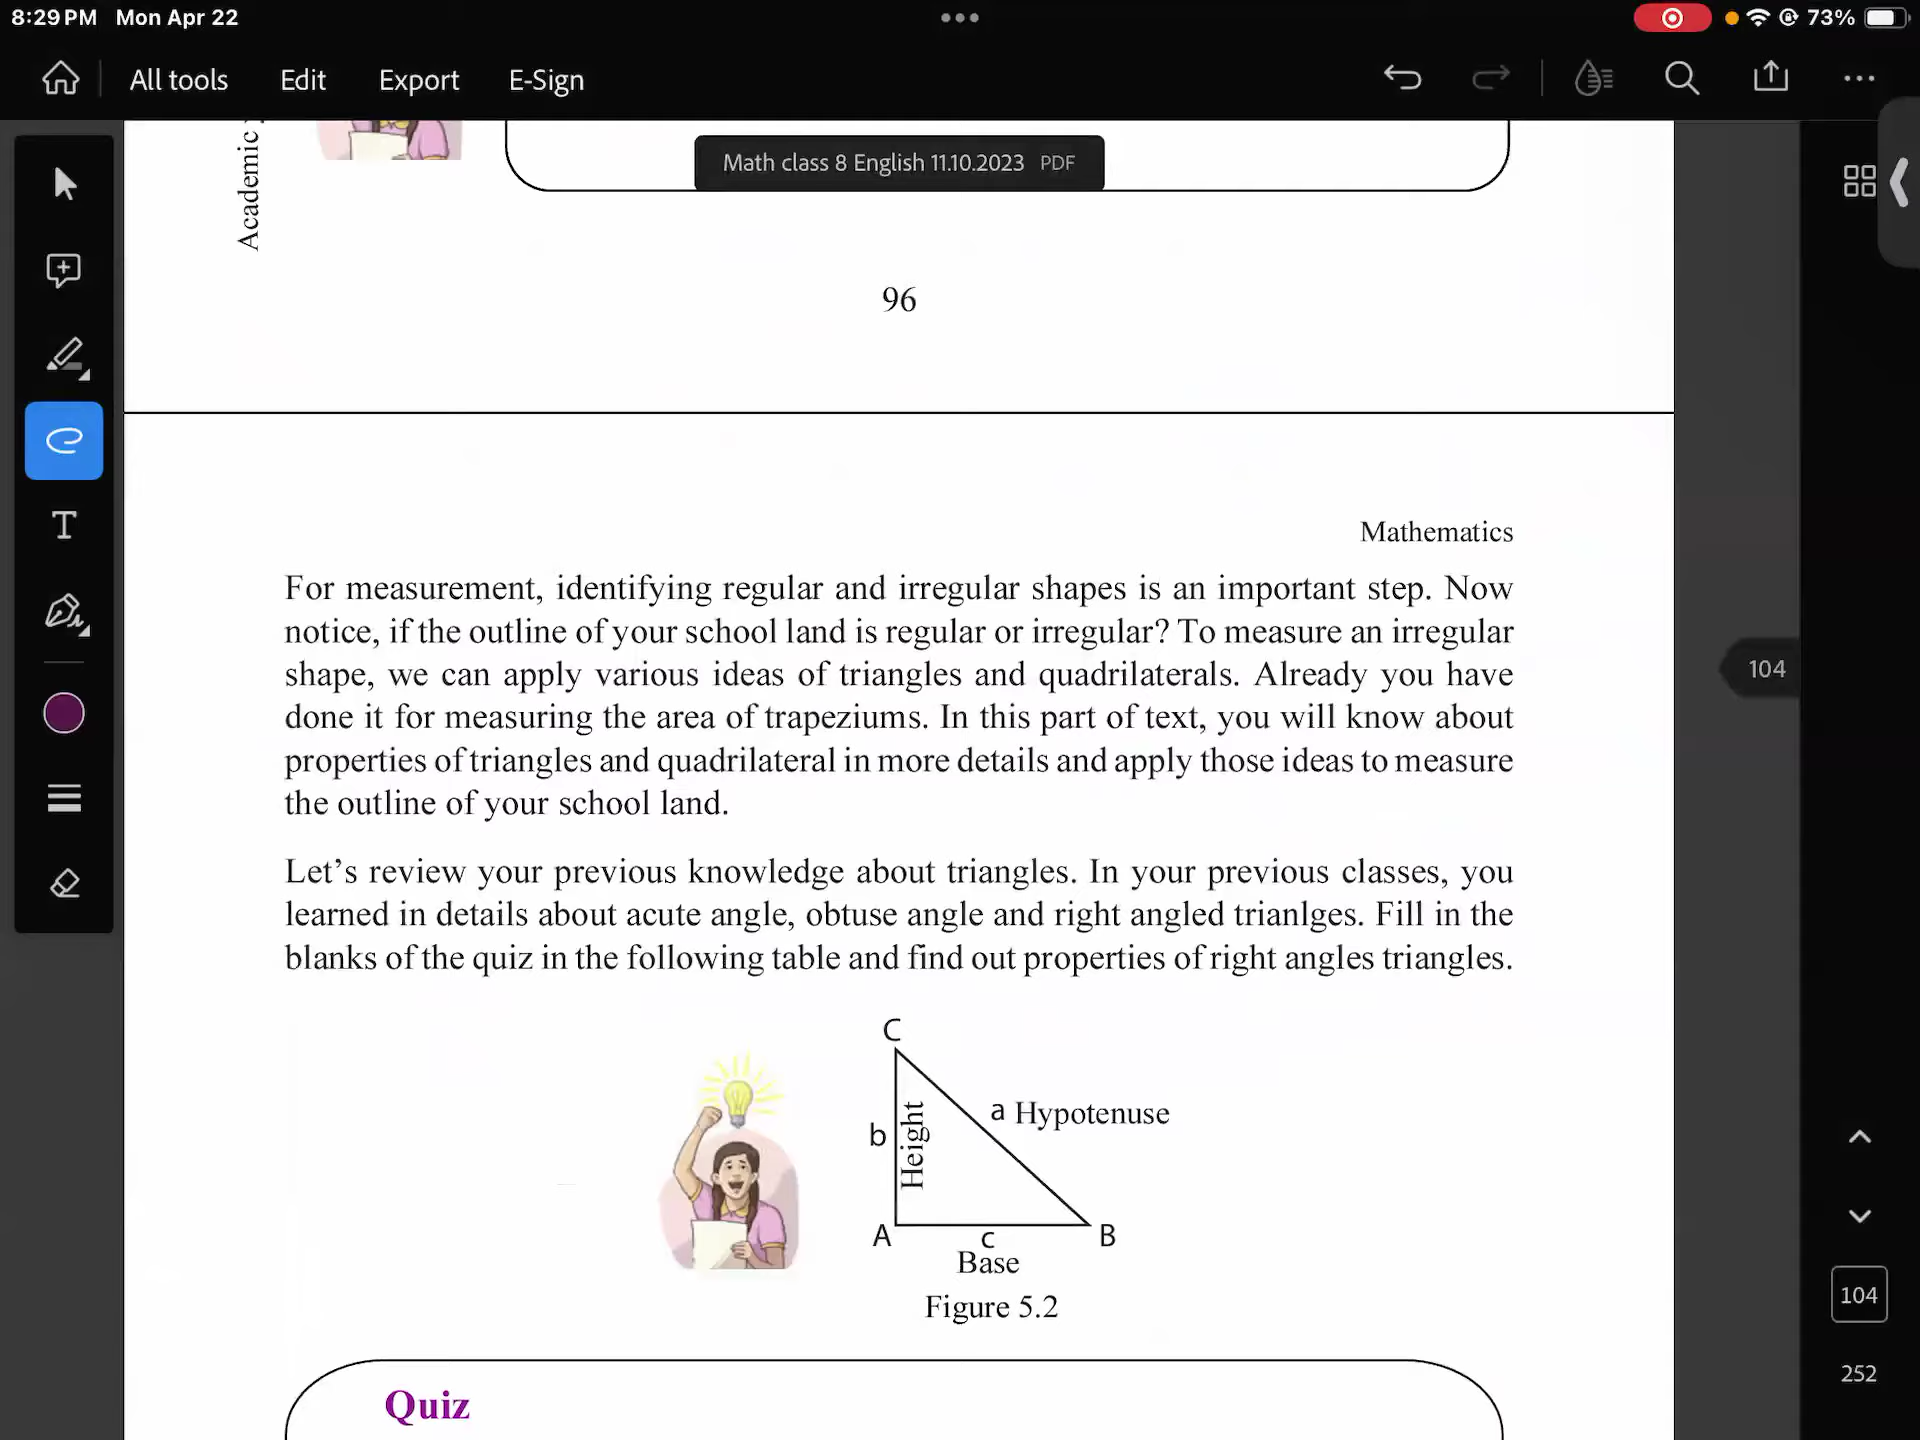 8:29 PM Mon Apr 22
73%
All tools Edit Export E-Sign
Academic
Math class 8 English 11.10.2023 PDF
96
Mathematics
For measurement, identifying regular and irregular shapes is an important step. Now
notice, if the outline of your school land is regular or irregular? To measure an irregular
shape, we can apply various ideas of triangles and quadrilaterals. Already you have
done it for measuring the area of trapeziums. In this part of text, you will know about
properties of triangles and quadrilateral in more details and apply those ideas to measure
the outline of your school land.
104
Let's review your previous knowledge about triangles. In your previous classes, you
learned in details about acute angle, obtuse angle and right angled trianlges. Fill in the
blanks of the quiz in the following table and find out properties of right angles triangles.
C
b Height a Hypotenuse
A c B
Base
Figure 5.2
104
252
Quiz